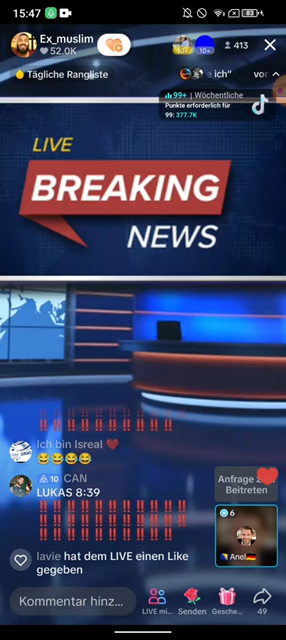 15:47
83
Ex_muslim
52.0K
10+
413
Tägliche Rangliste
ich“
vor
99+ | Wöchentliche
Punkte erforderlich für
99: 377.7K
LIVE
BREAKING
NEWS
!! !! !! !! !! !! !! !! !! !!
Ich bin Isreal ❤️
😂😂😂😂
10 CAN
LUKAS 8:39
!! !! !! !! !! !! !! !! !! !! !!
!! !! !! !! !! !! !! !! !! !! !!
!! !! !! !! !! !! !! !! !! !! !!
Anfrage
Beitreten
6
Anel🇩🇪
lavie hat dem LIVE einen Like
gegeben
Kommentar hinz...
LIVE mi...
Senden
Gesche...
49